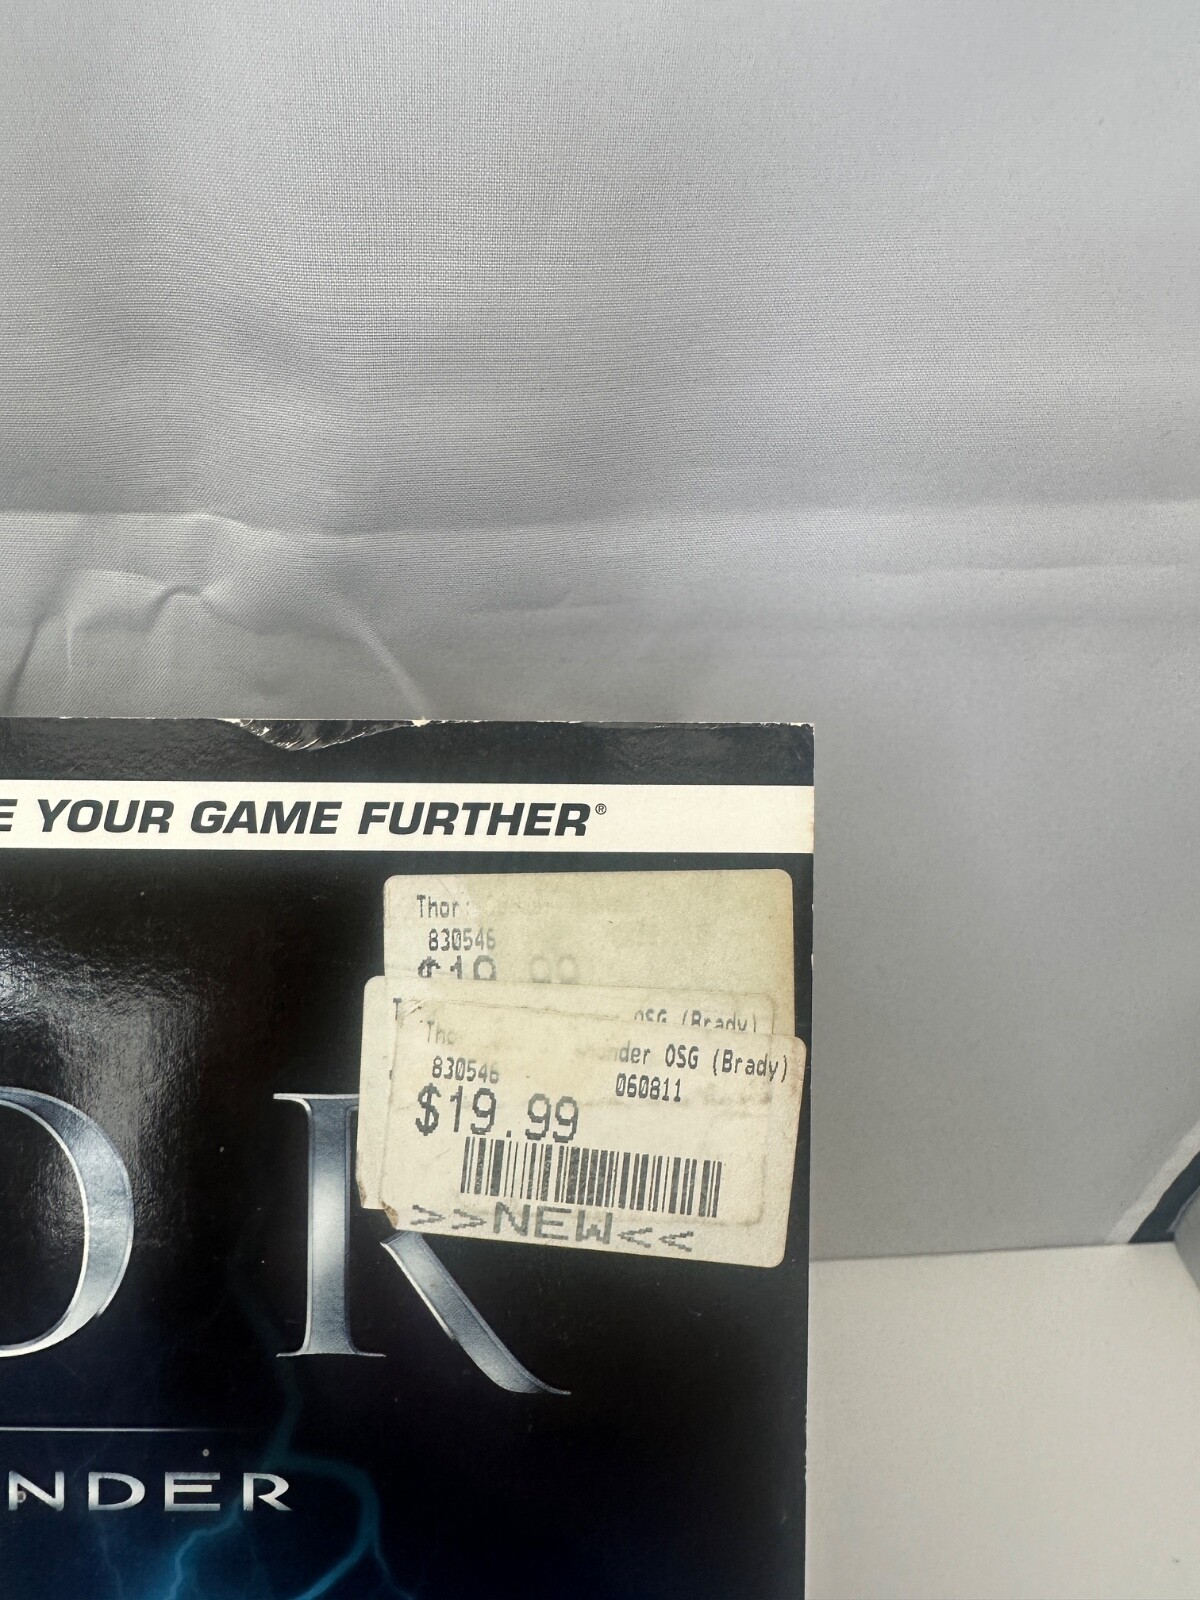 E YOUR GAME FURTHER®
Thor:
830546
$19.99
OSG (Brady)
Tho
nder OSG (Brady)
830546 060811
$19.99
>>NEW<<
OR
NDER